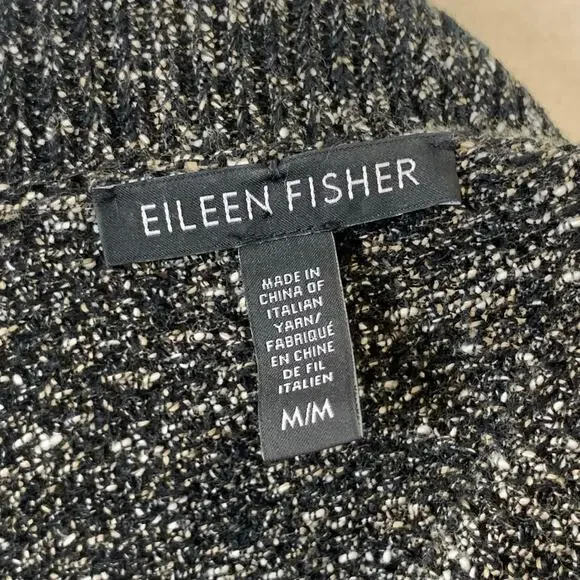 EILEEN FISHER
MADE IN
CHINA OF
ITALIAN
YARN/
FABRIQUÉ
EN CHINE
DE FIL
ITALIEN
M/M